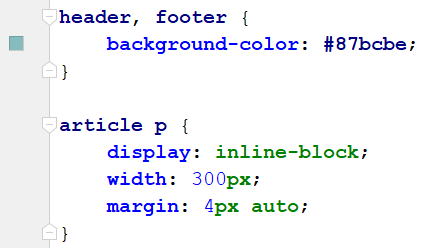 header, footer {
    background-color: #87bcbe;
}

article p {
    display: inline-block;
    width: 300px;
    margin: 4px auto;
}